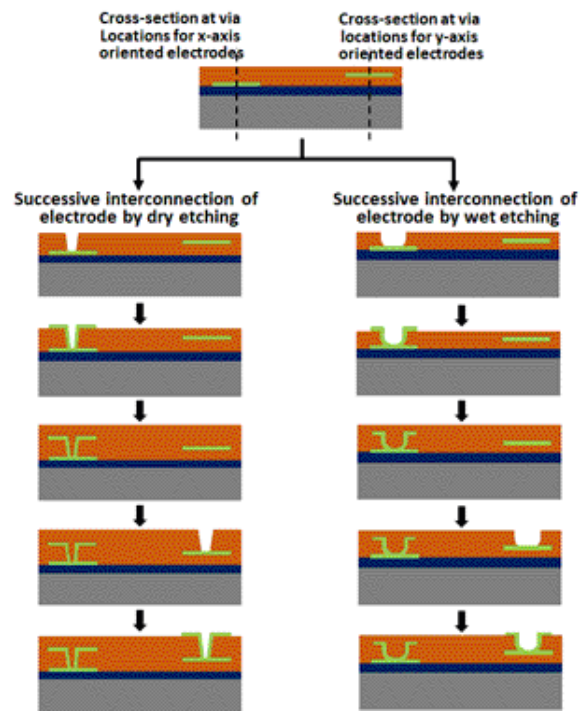 Cross-section at via
Locations for x-axis
oriented electrodes
Cross-section at via
locations for y-axis
oriented electrodes
Successive interconnection of
electrode by dry etching
Successive interconnection of
electrode by wet etching